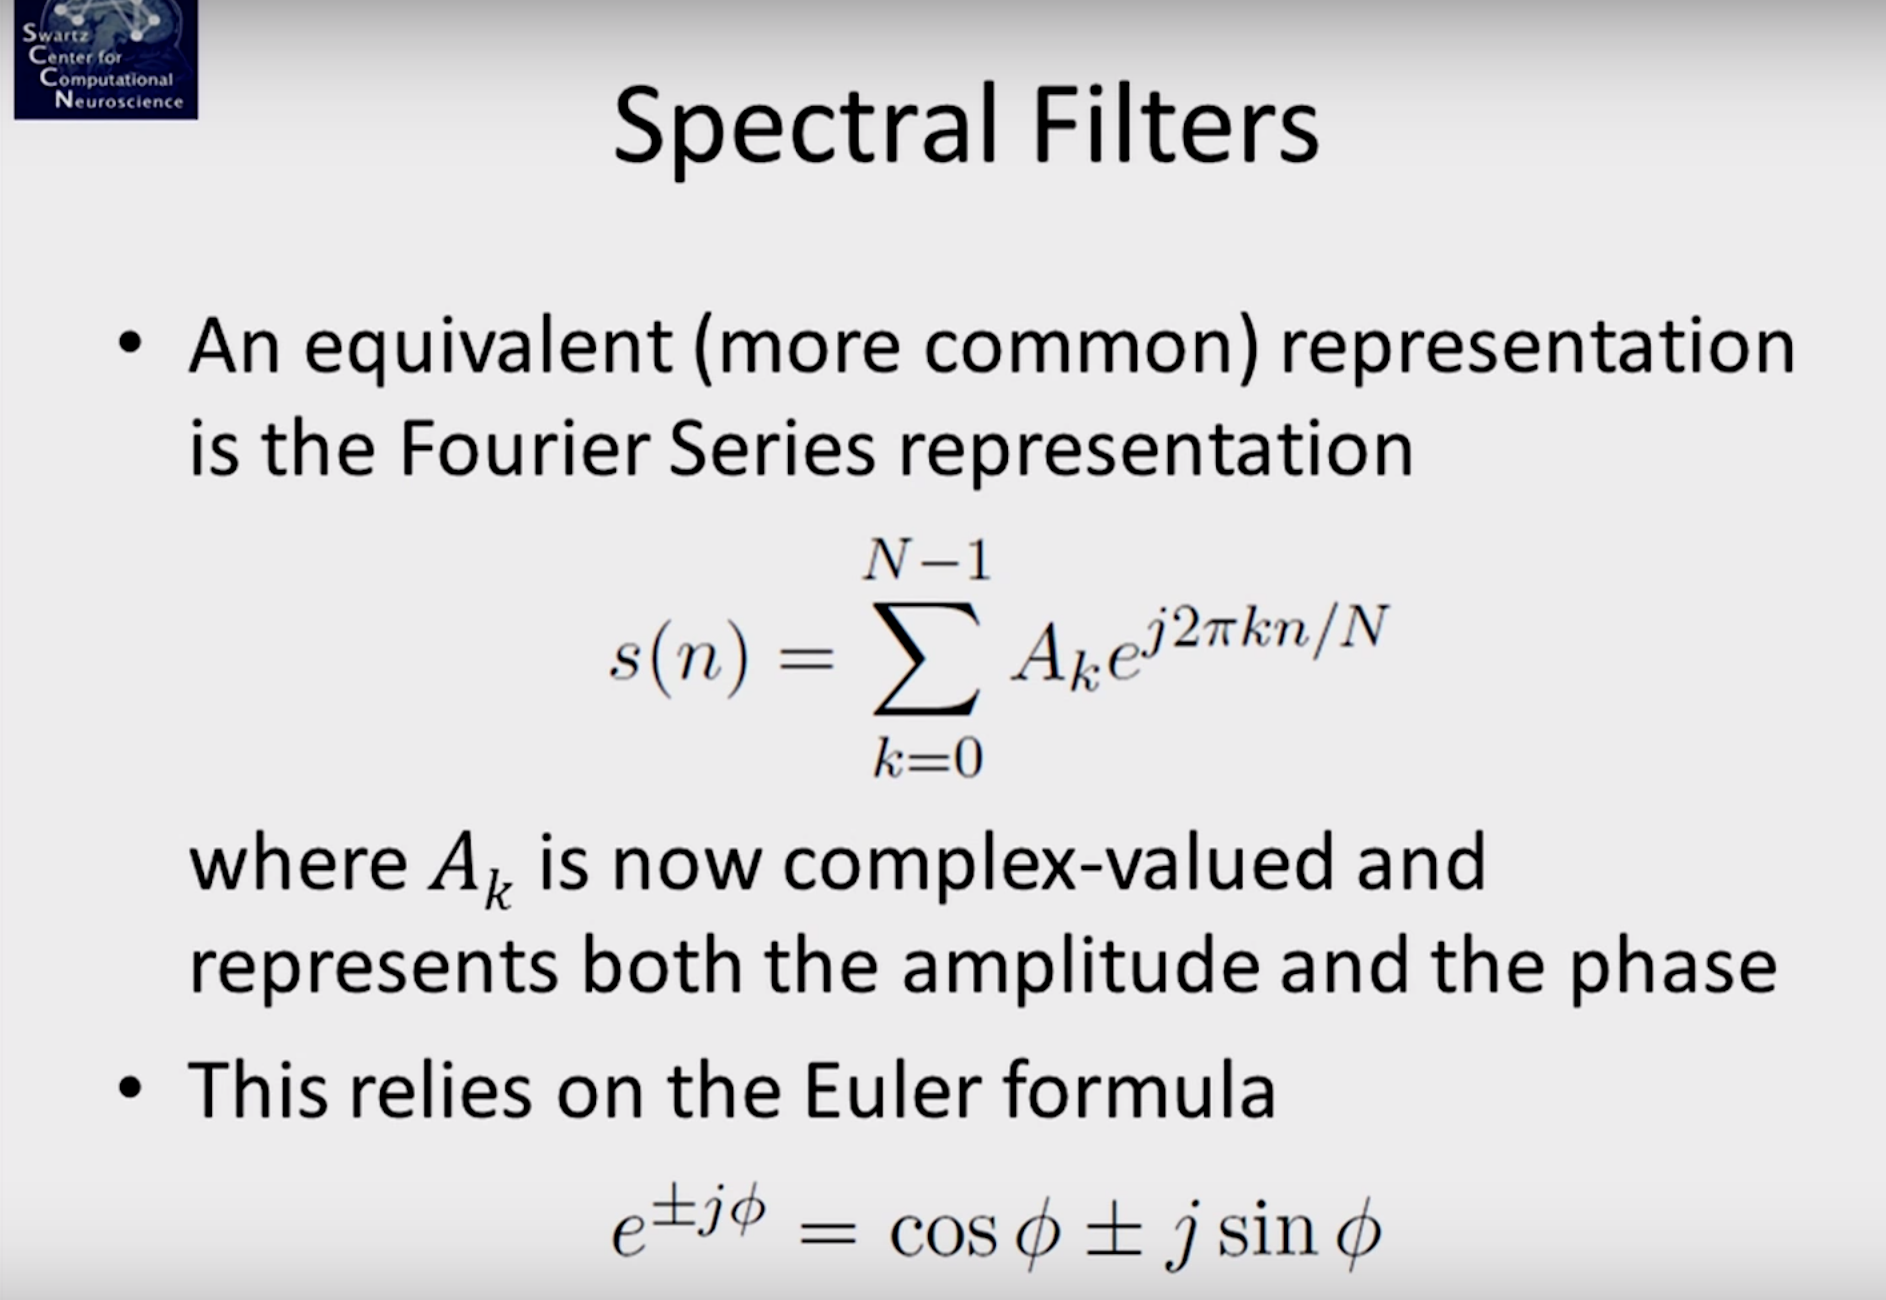 Swartz
Center for
Computational
Neuroscience
Spectral Filters
• An equivalent (more common) representation
is the Fourier Series representation
s(n) = \sum_{k=0}^{N-1} A_k e^{j2\pi kn/N}
where A_k is now complex-valued and
represents both the amplitude and the phase
• This relies on the Euler formula
e^{\pm j\phi} = \cos \phi \pm j \sin \phi